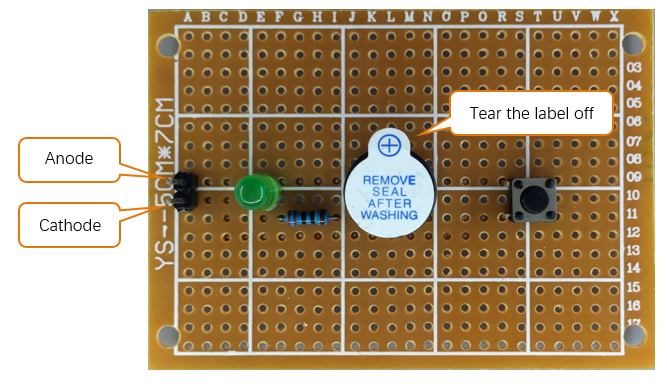 A B C D E F G H I J K L M N O P Q R S T U V W X
03
04
05
06
07
08
09
10
11
12
13
14
15
16
17
YS--5CM*7CM
Anode
Cathode
Tear the label off
REMOVE
SEAL
AFTER
WASHING